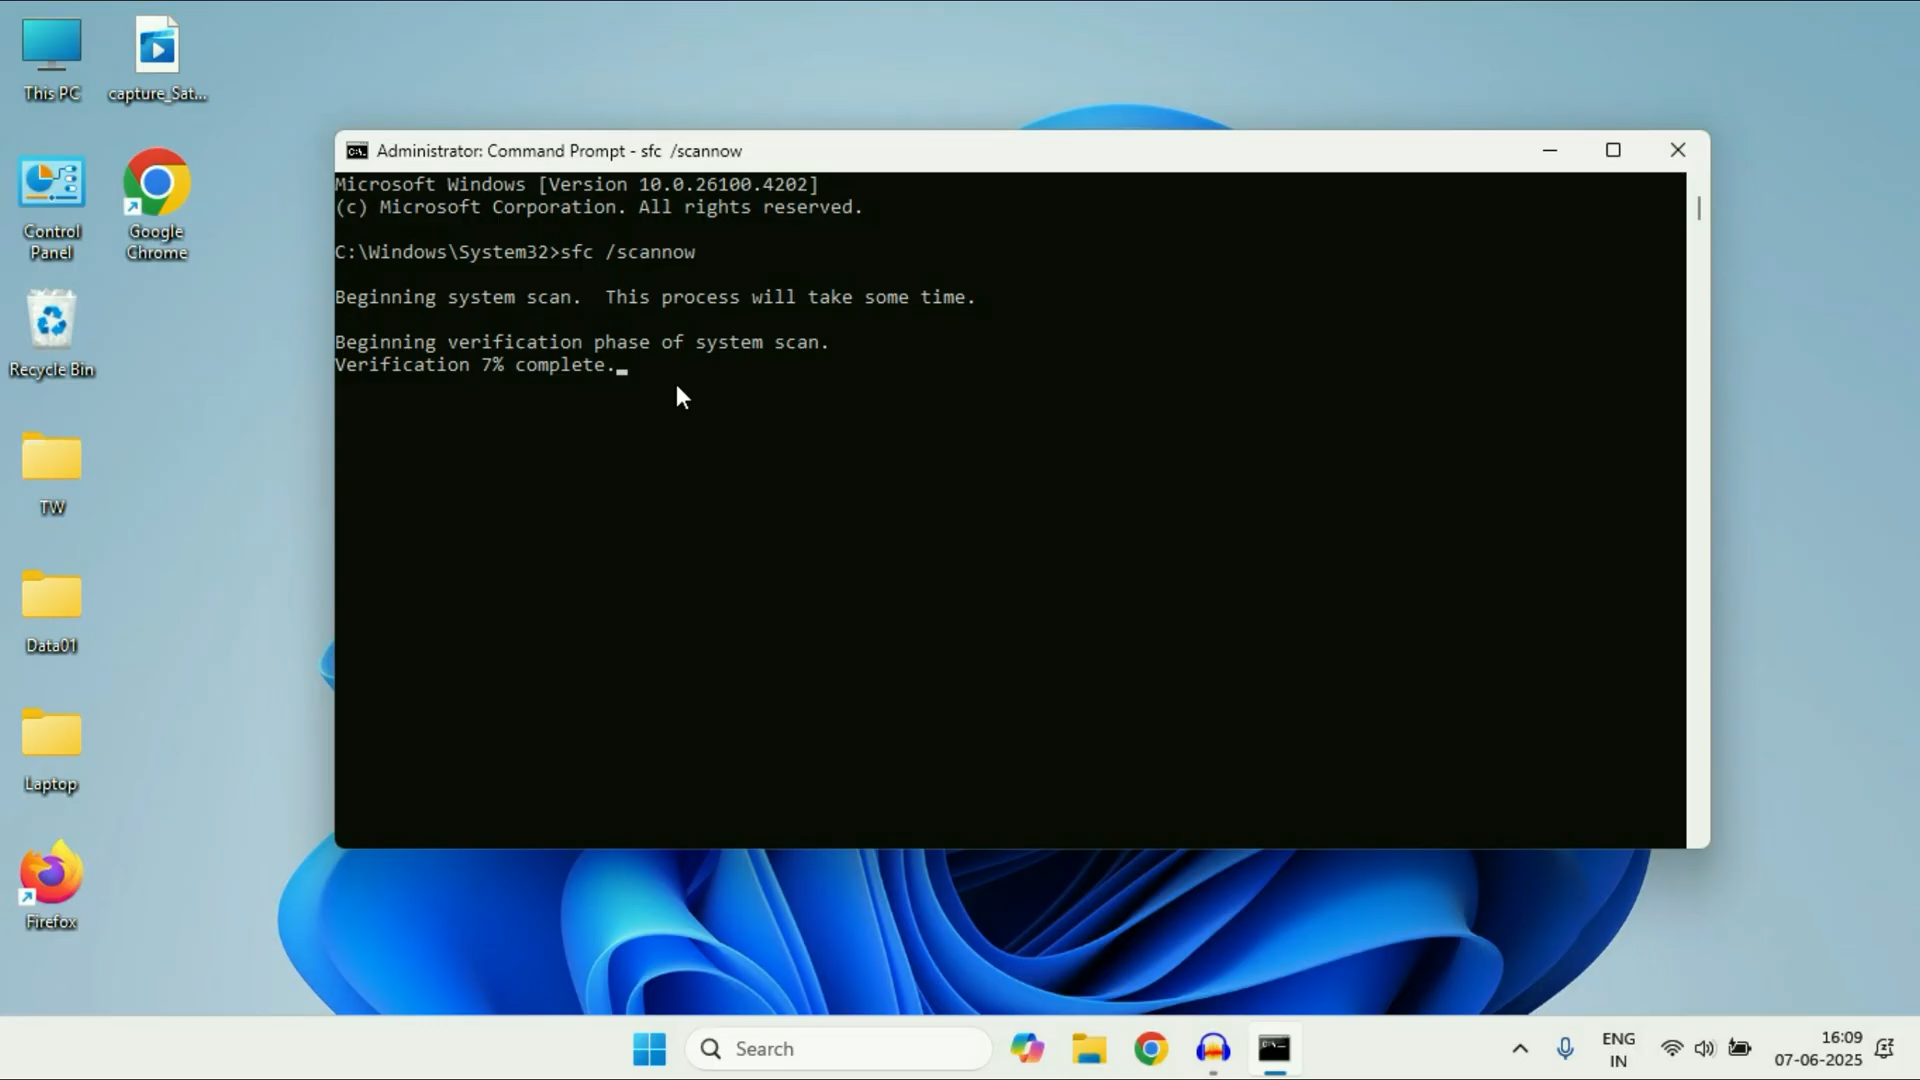 This PC
capture_Sat...
Control
Panel
Google
Chrome
Recycle Bin
TW
Data01
Laptop
Firefox
Administrator: Command Prompt - sfc  /scannow
Microsoft Windows [Version 10.0.26100.4202]
(c) Microsoft Corporation. All rights reserved.
C:\Windows\System32>sfc /scannow
Beginning system scan.  This process will take some time.
Beginning verification phase of system scan.
Verification 7% complete.
Search
ENG
IN
16:09
07-06-2025